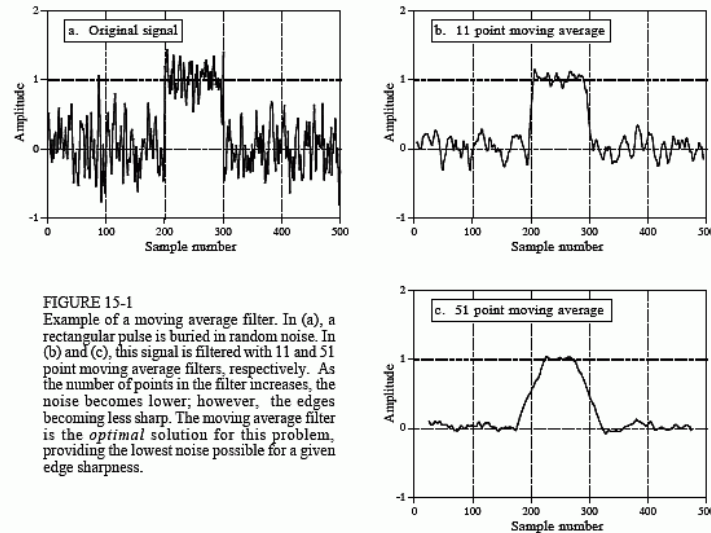 a. Original signal
2
1
0
-1
Amplitude
0
100
200
300
400
500
Sample number
b. 11 point moving average
2
1
0
-1
Amplitude
0
100
200
300
400
500
Sample number
FIGURE 15-1
Example of a moving average filter. In (a), a
rectangular pulse is buried in random noise. In
(b) and (c), this signal is filtered with 11 and 51
point moving average filters, respectively. As
the number of points in the filter increases, the
noise becomes lower; however, the edges
becoming less sharp. The moving average filter
is the optimal solution for this problem,
providing the lowest noise possible for a given
edge sharpness.
c. 51 point moving average
2
1
0
-1
Amplitude
0
100
200
300
400
500
Sample number